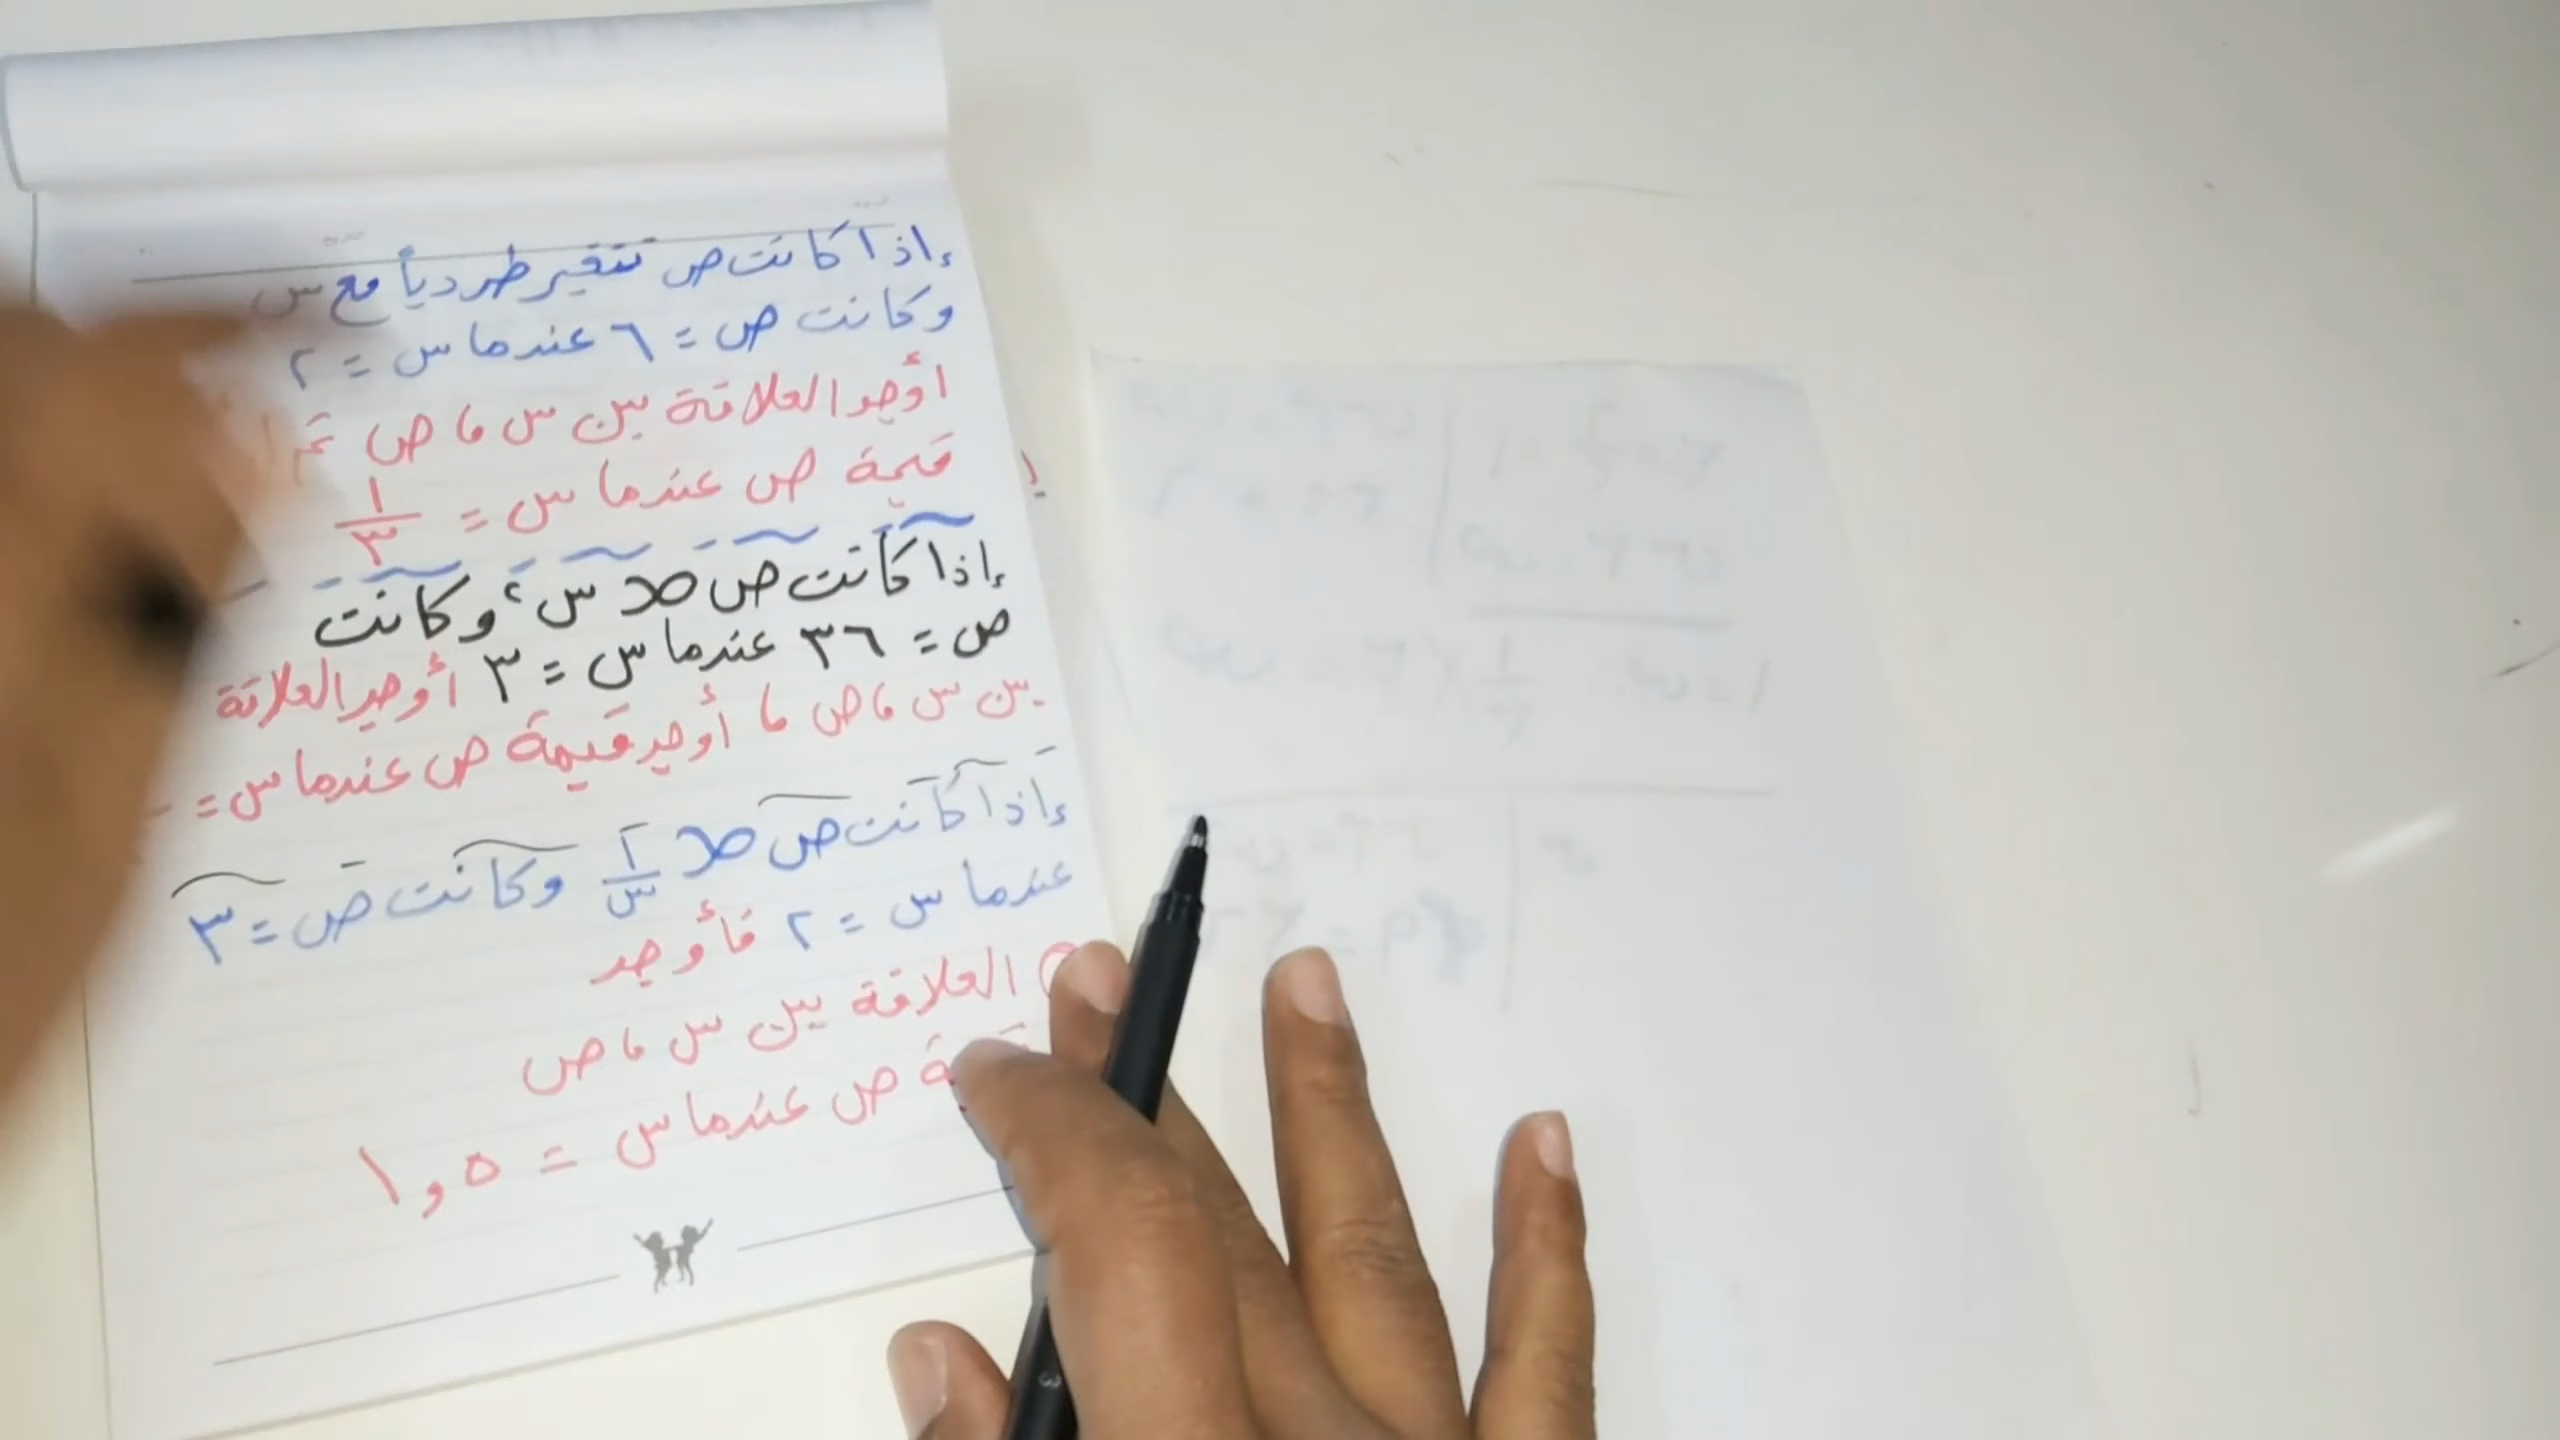 إذا كانت ص تتغير طردياً مع س
وكانت ص = ٦ عندما س = ٢
أوجد العلاقة بين س ، ص ثم
قيمة ص عندما س = ١/٣
إذا كانت ص ∝ س ، وكانت
ص = ٣٦ عندما س = ٣ أوجد العلاقة
بين س ، ص ، أوجد قيمة ص عندما س =
إذا كانت ص ∝ ١/س وكانت ص = ٣
عندما س = ٢ فأوجد
العلاقة بين س ، ص
ص عندما س = ١,٥